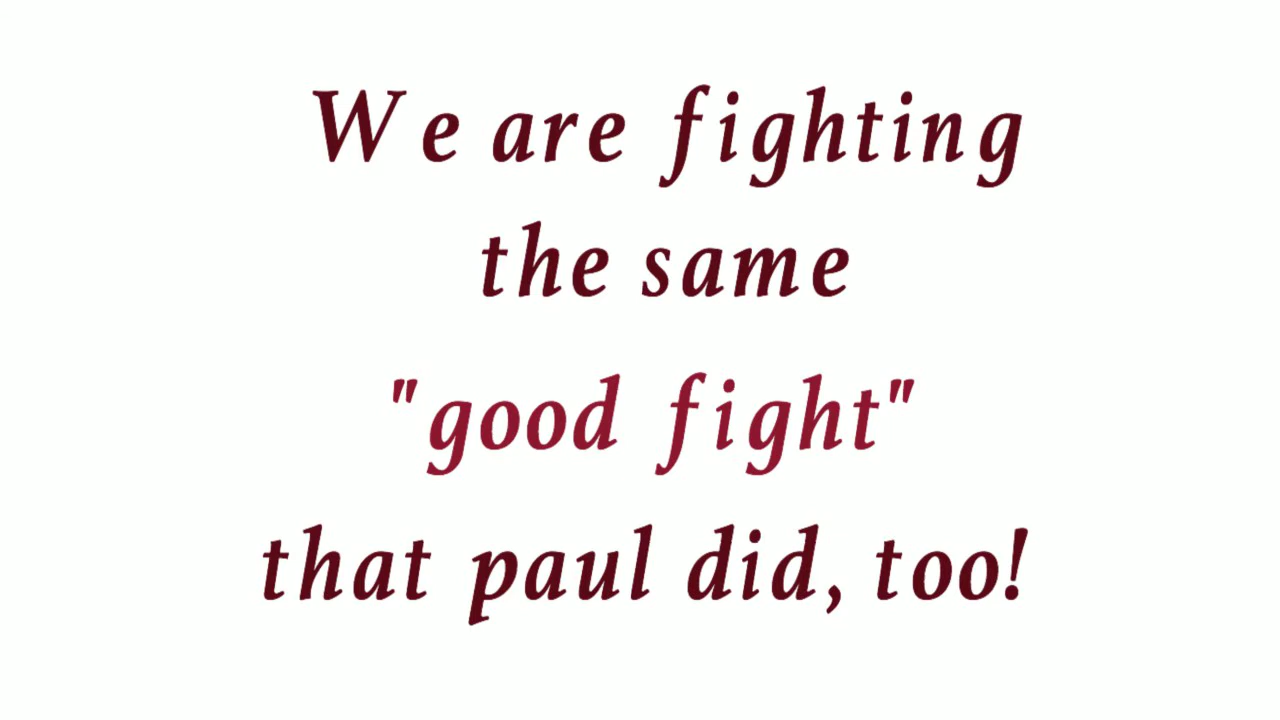 We are fighting
the same
"good fight"
that paul did, too!